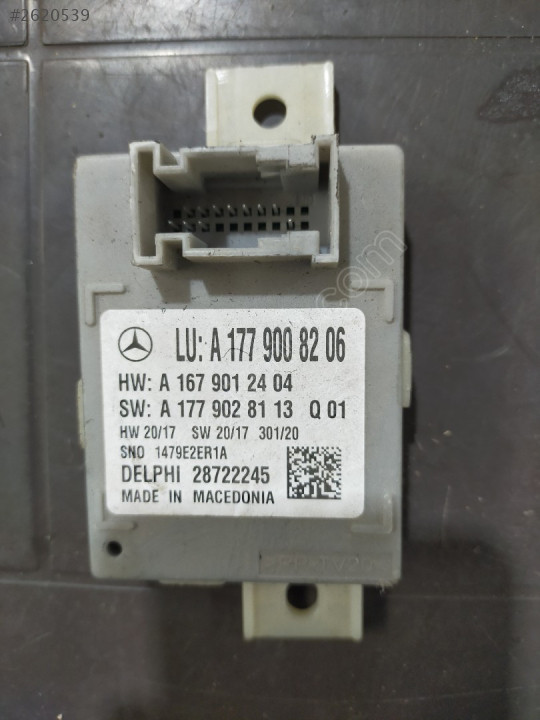 #2620539
LU: A 177 900 82 06
HW: A 167 901 24 04
SW: A 177 902 81 13 Q 01
HW 20/17 SW 20/17 301/20
SNO 1479E2ER1A
DELPHI 28722245
MADE IN MACEDONIA
.com